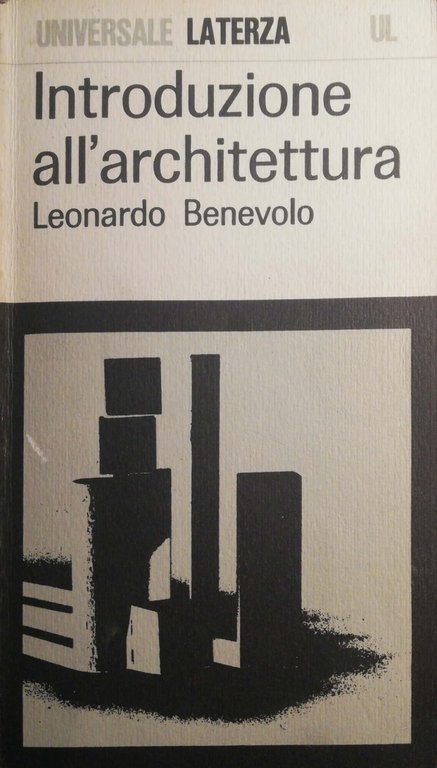 UNIVERSALE LATERZA UL
Introduzione
all'architettura
Leonardo Benevolo